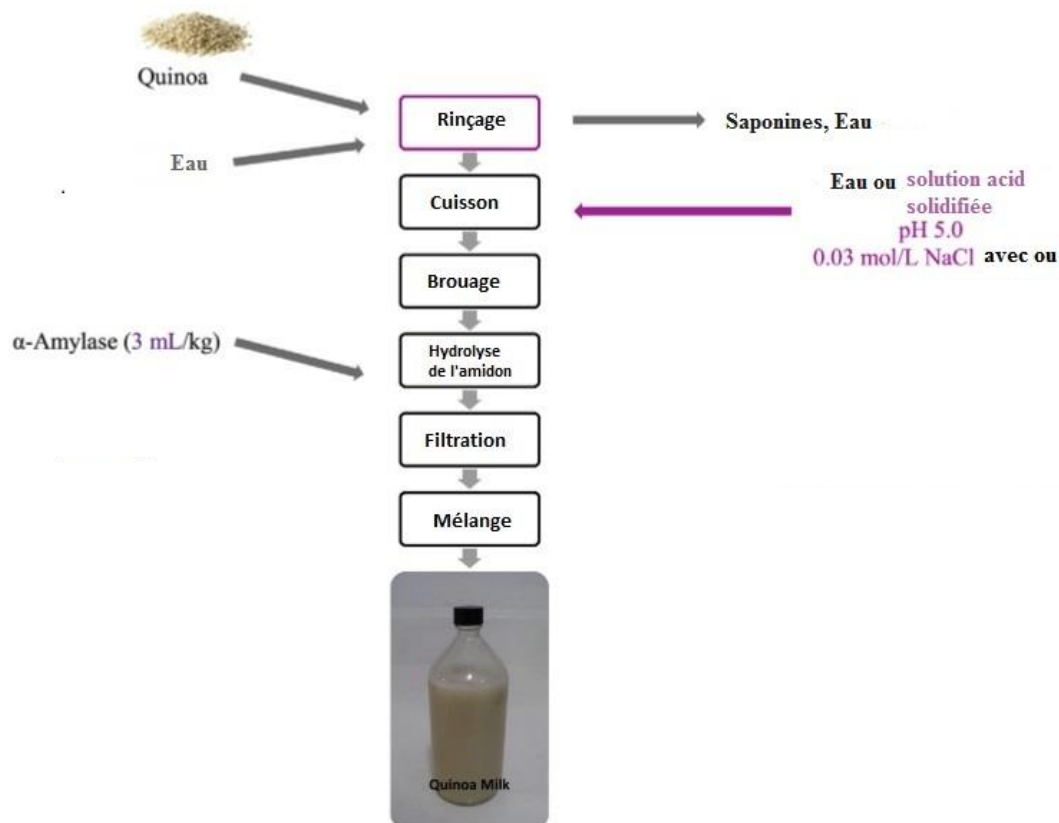 Quinoa
Eau
Rinçage
Saponines, Eau
Eau ou solution acid
solidifiée
pH 5.0
0.03 mol/L NaCl avec ou
Cuisson
Brouage
α-Amylase (3 mL/kg)
Hydrolyse
de l'amidon
Filtration
Mélange
Quinoa Milk